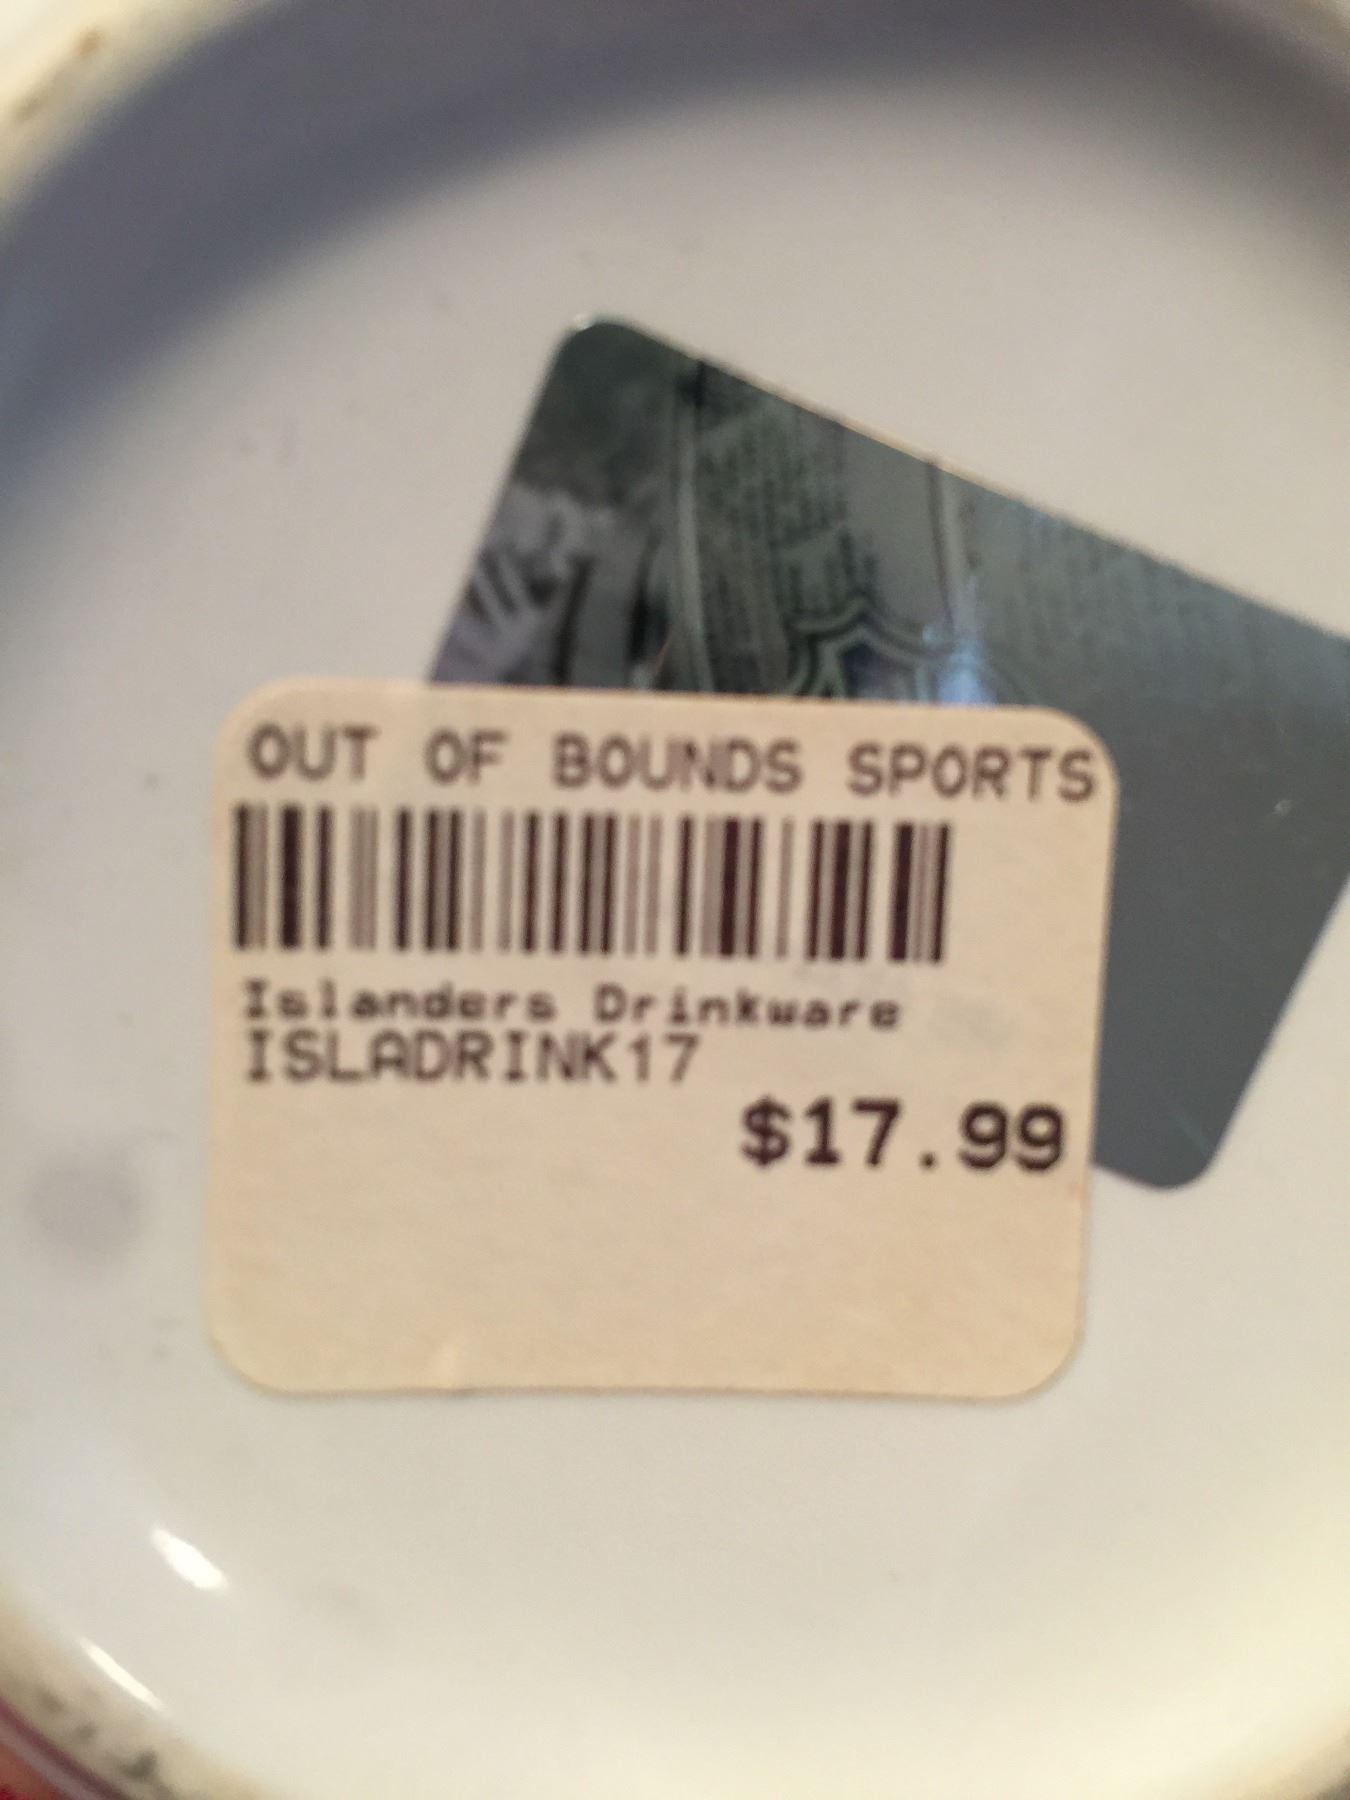 OUT OF BOUNDS SPORTS
Islanders Drinkware
ISLADRINK17
$17.99